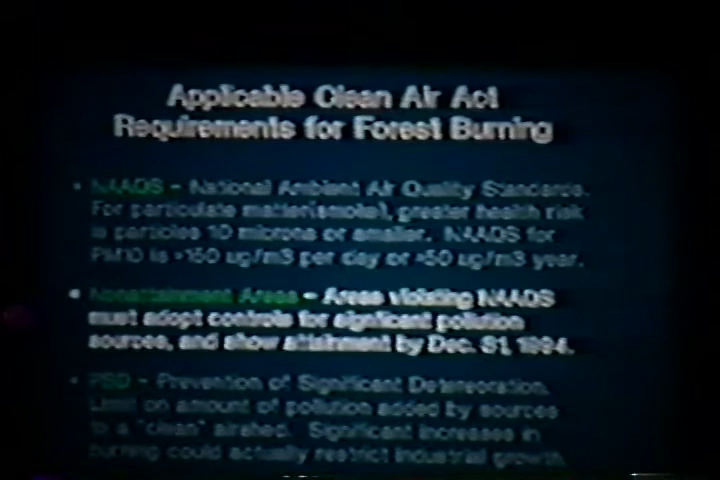 Applicable Clean Air Act
Requirements for Forest Burning
• NAAQS - National Ambient Air Quality Standards.
For particulate matter(smoke), greater health risk
is particles 10 microns or smaller. NAAQS for
PM10 is >150 ug/m3 per day or >50 ug/m3 year.
• Nonattainment Areas - Areas violating NAAQS
must adopt controls for significant pollution
sources, and show attainment by Dec. 31, 1994.
• PSD - Prevention of Significant Deterioration.
Limit on amount of pollution added by sources
to a "clean" airshed. Significant increases in
burning could actually restrict industrial growth.